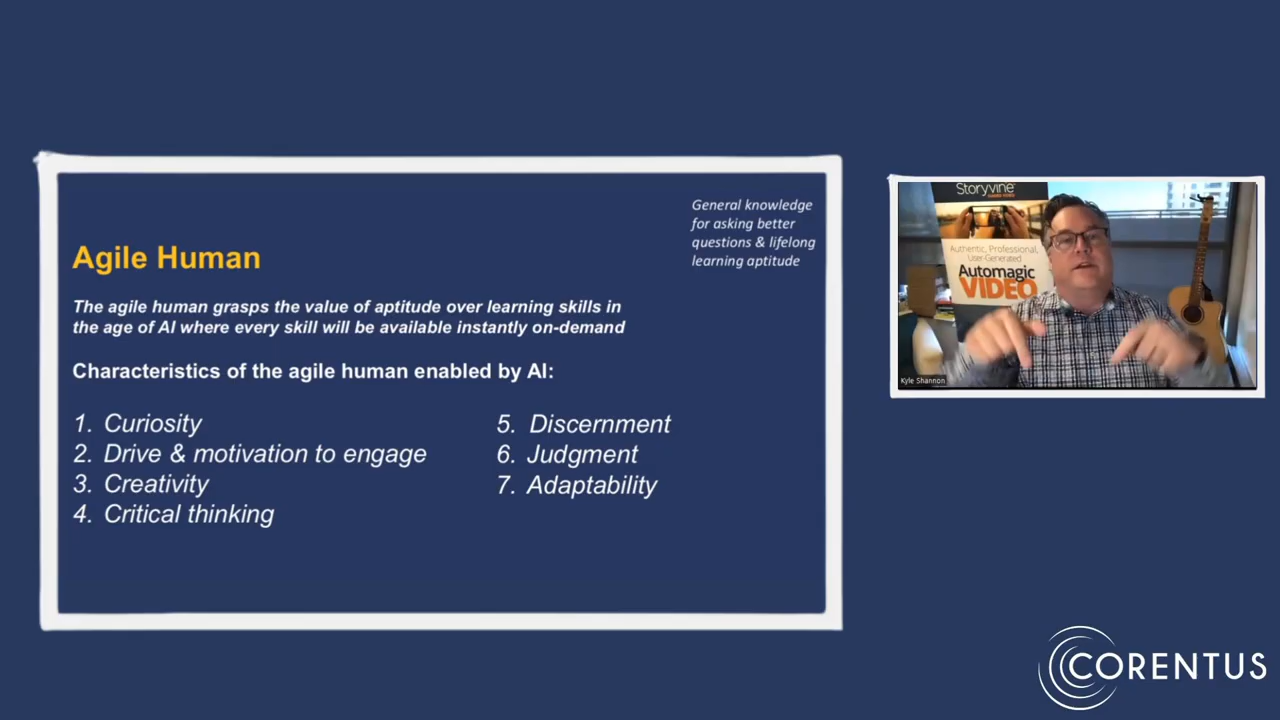 General knowledge
for asking better
questions & lifelong
learning aptitude
Agile Human
The agile human grasps the value of aptitude over learning skills in
the age of AI where every skill will be available instantly on-demand
Characteristics of the agile human enabled by AI:
1. Curiosity
2. Drive & motivation to engage
3. Creativity
4. Critical thinking
5. Discernment
6. Judgment
7. Adaptability
Storyvine
Authentic, Professional,
User-Generated
Automagic
VIDEO
Kyle Shannon
CORENTUS